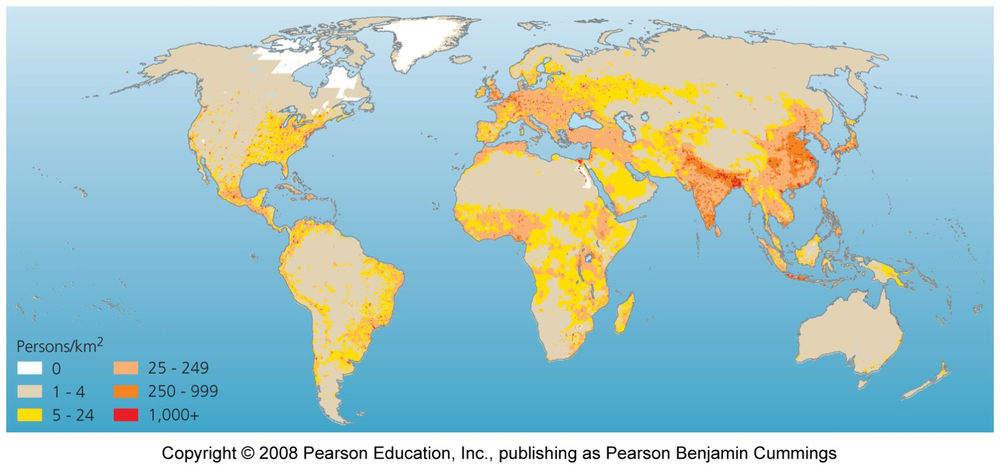 Persons/km²
0
1 - 4
5 - 24
25 - 249
250 - 999
1,000+
Copyright © 2008 Pearson Education, Inc., publishing as Pearson Benjamin Cummings